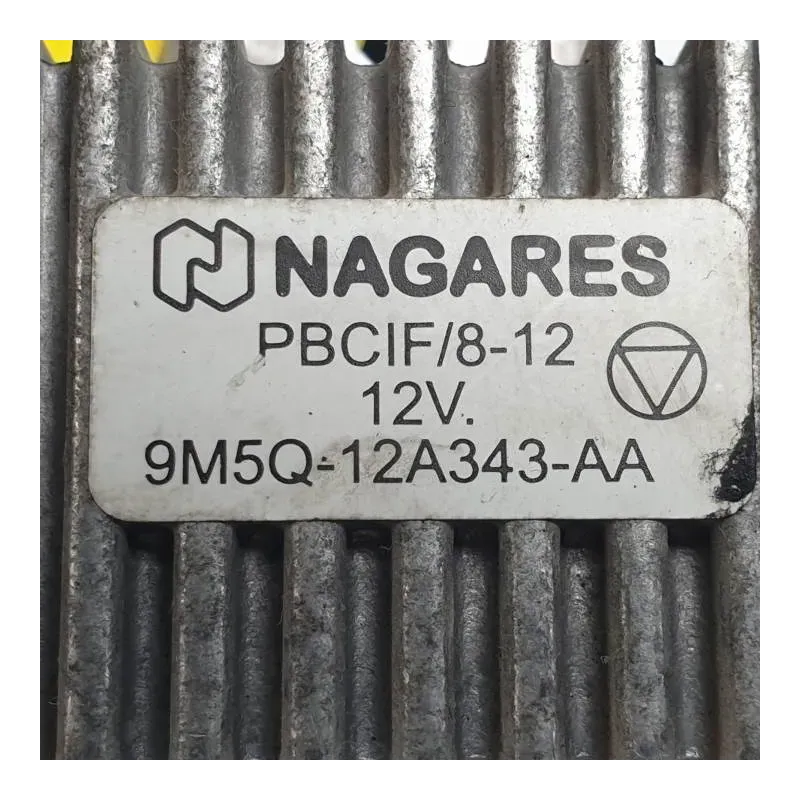 NAGARES
PBCIF/8-12
12V.
9M5Q-12A343-AA